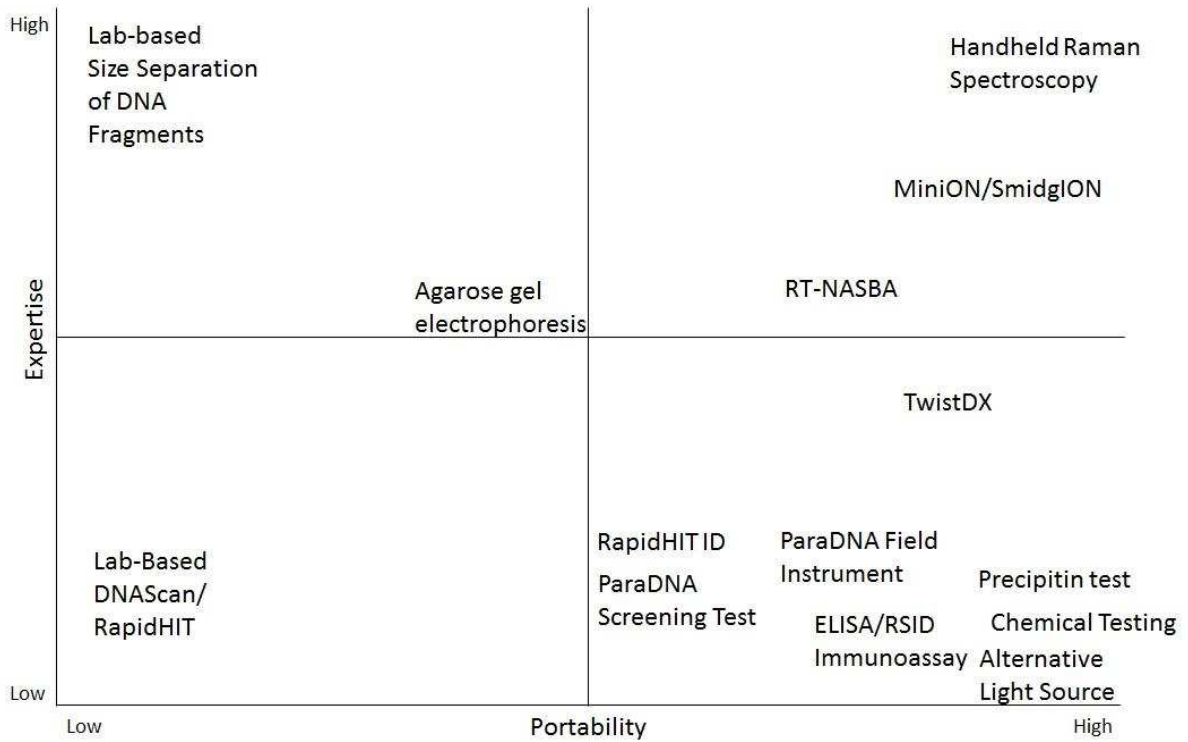 High
Lab-based
Size Separation
of DNA
Fragments
Handheld Raman
Spectroscopy
MiniON/SmidgION
Agarose gel
electrophoresis
RT-NASBA
Expertise
TwistDX
Lab-Based
DNAScan/
RapidHIT
RapidHIT ID
ParaDNA
Screening Test
ParaDNA Field
Instrument
Precipitin test
ELISA/RSID
Immunoassay
Chemical Testing
Alternative
Light Source
Low
Low
Portability
High